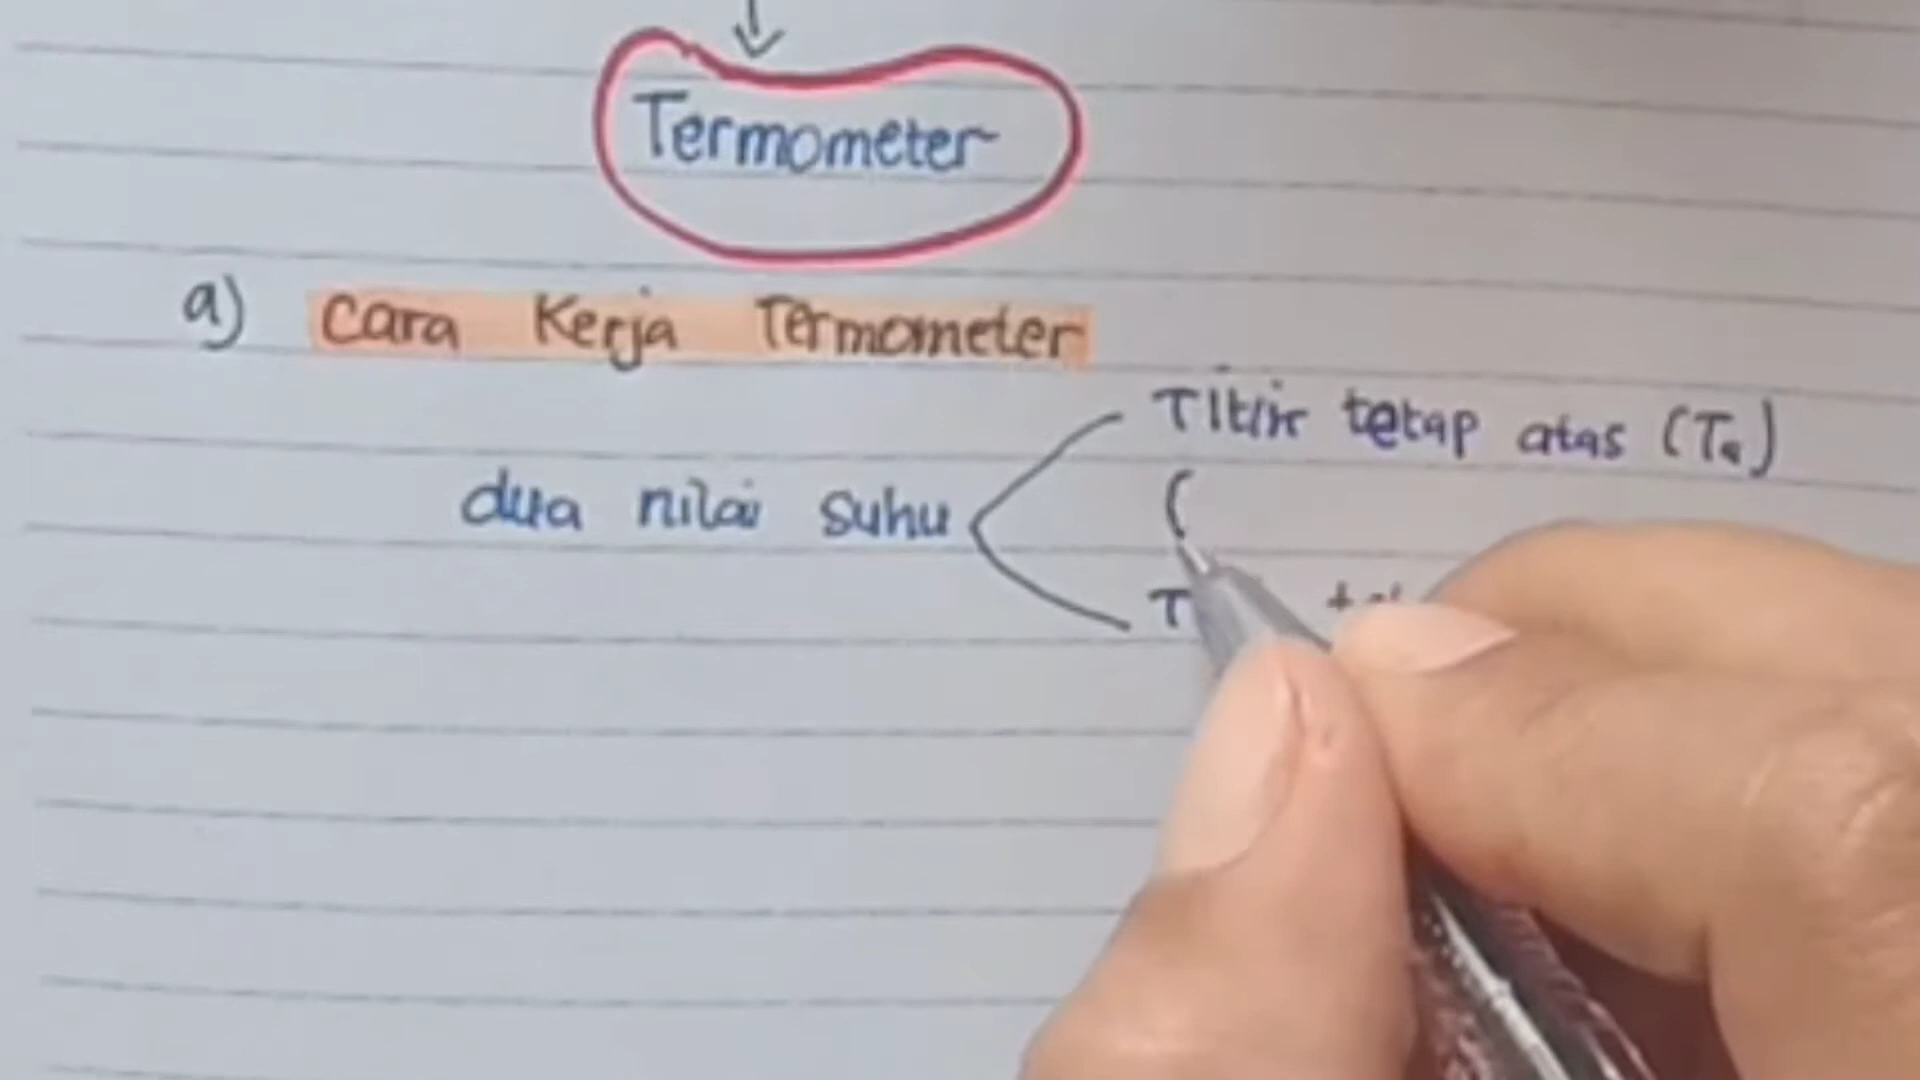 Termometer
a) Cara Kerja Termometer
Titik tetap atas (Ta)
dua nilai suhu
(
T